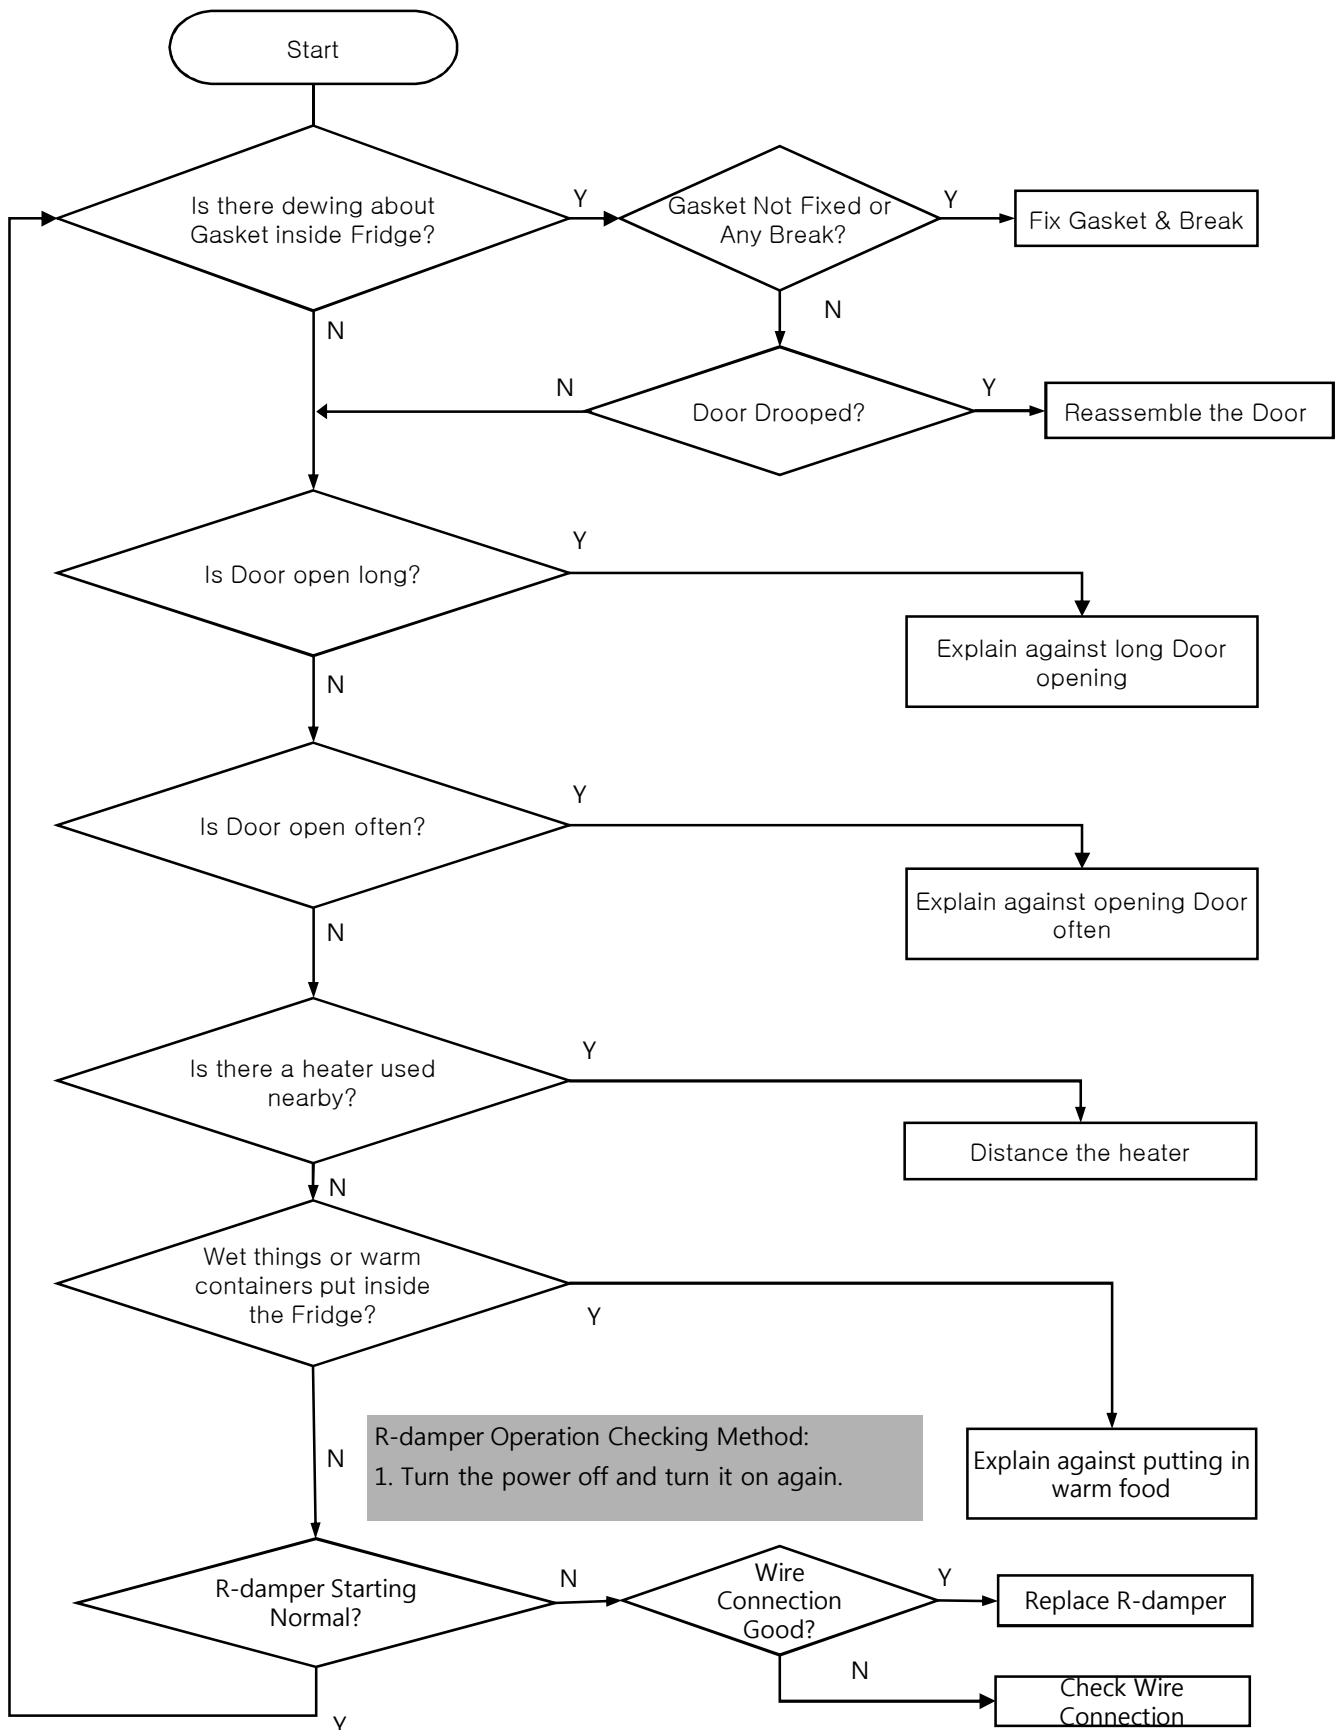 Start
Is there dewing about
Gasket inside Fridge?
Y
Gasket Not Fixed or
Any Break?
Y
Fix Gasket & Break
N
N
N
Door Drooped?
Y
Reassemble the Door
Is Door open long?
Y
Explain against long Door
opening
N
Is Door open often?
Y
Explain against opening Door
often
N
Is there a heater used
nearby?
Y
Distance the heater
N
Wet things or warm
containers put inside
the Fridge?
Y
Explain against putting in
warm food
N
R-damper Operation Checking Method:
1. Turn the power off and turn it on again.
R-damper Starting
Normal?
N
Wire
Connection
Good?
Y
Replace R-damper
N
Check Wire
Connection
Y